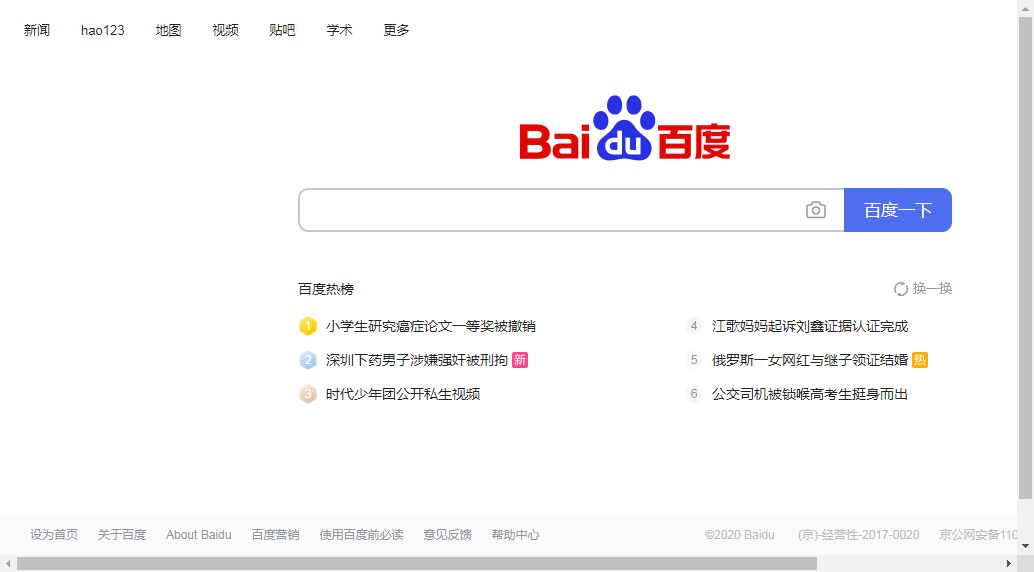 新闻 hao123 地图 视频 贴吧 学术 更多
Baidu百度
百度一下
百度热榜 换一换
1 小学生研究癌症论文一等奖被撤销
4 江歌妈妈起诉刘鑫证据认证完成
2 深圳下药男子涉嫌强奸被刑拘 新
5 俄罗斯一女网红与继子领证结婚 热
3 时代少年团公开私生视频
6 公交司机被锁喉高考生挺身而出
设为首页 关于百度 About Baidu 百度营销 使用百度前必读 意见反馈 帮助中心 ©2020 Baidu (京)-经营性-2017-0020 京公网安备110